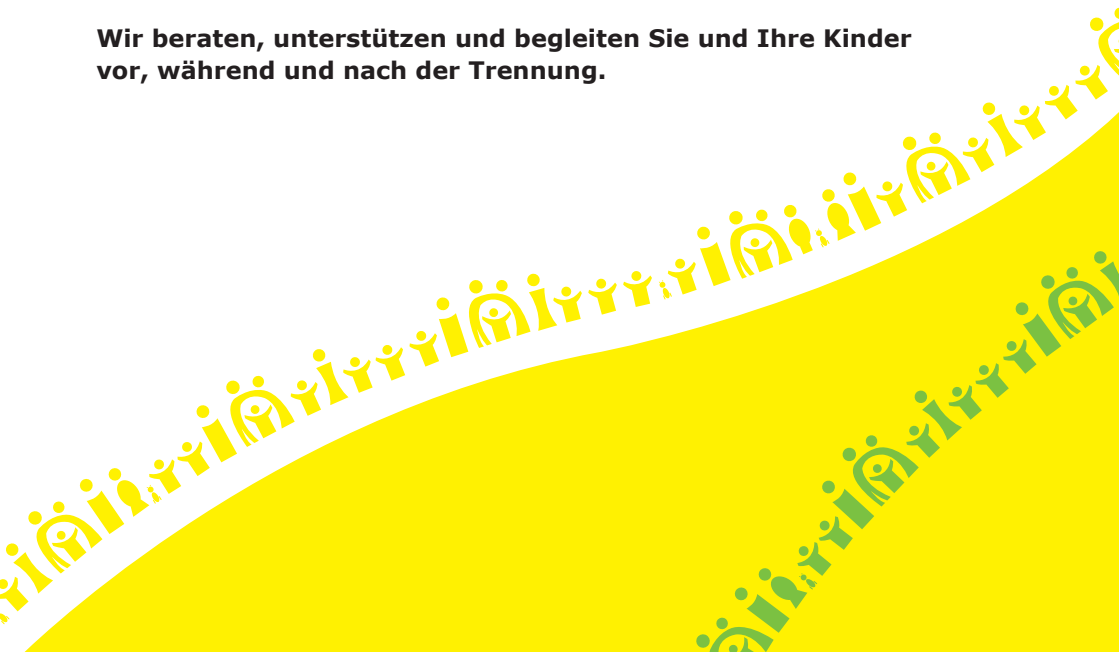 Wir beraten, unterstützen und begleiten Sie und Ihre Kinder
vor, während und nach der Trennung.